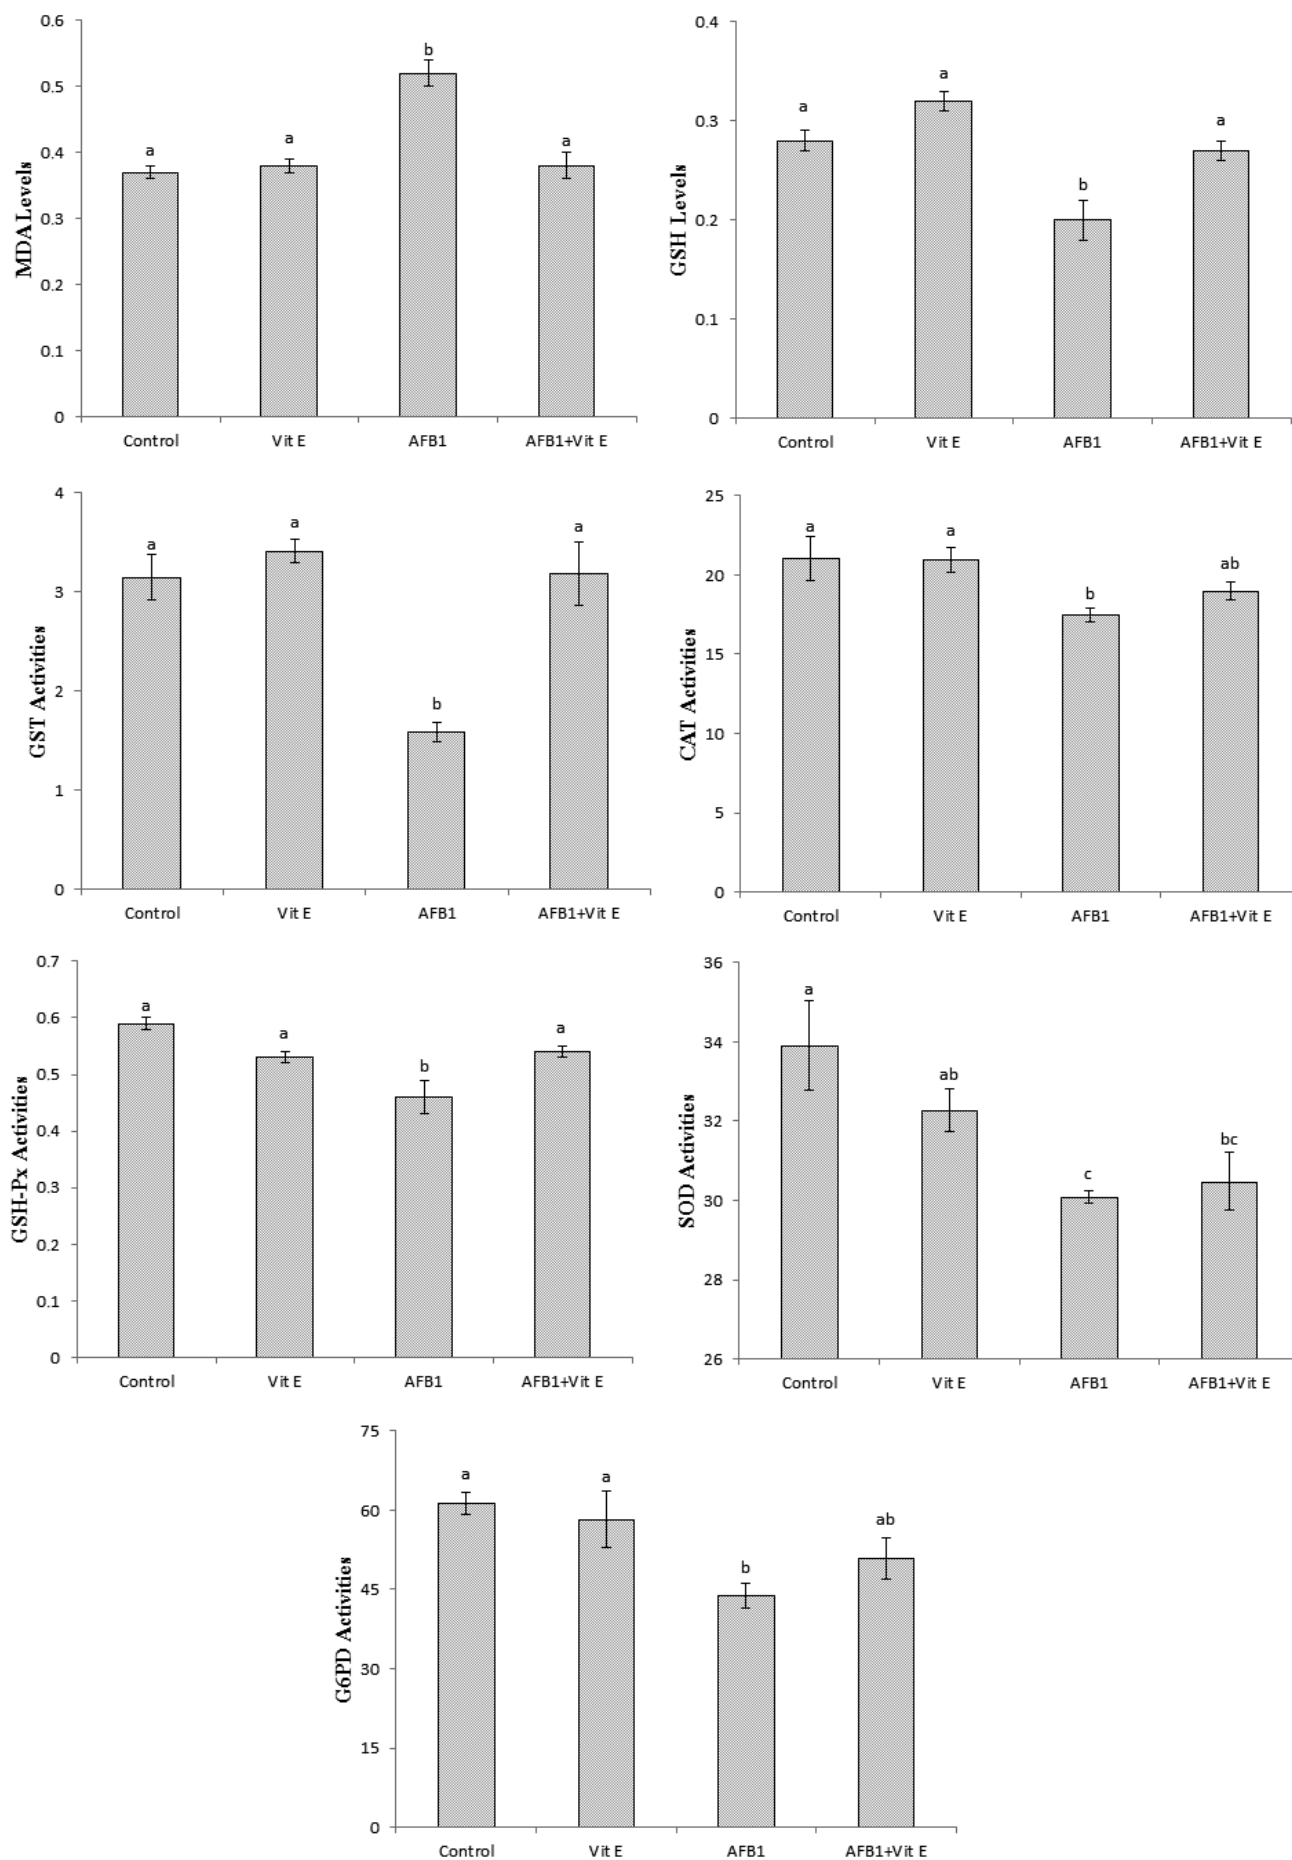 0.6
0.5
0.4
0.3
0.2
0.1
0
MDA Levels
a
a
b
a
Control
Vit E
AFB1
AFB1+Vit E
0.4
0.3
0.2
0.1
0
GSH Levels
a
a
b
a
Control
Vit E
AFB1
AFB1+Vit E
4
3
2
1
0
GST Activities
a
a
b
a
Control
Vit E
AFB1
AFB1+Vit E
25
20
15
10
5
0
CAT Activities
a
a
b
ab
Control
Vit E
AFB1
AFB1+Vit E
0.7
0.6
0.5
0.4
0.3
0.2
0.1
0
GSH-Px Activities
a
a
b
a
Control
Vit E
AFB1
AFB1+Vit E
36
34
32
30
28
26
SOD Activities
a
ab
c
bc
Control
Vit E
AFB1
AFB1+Vit E
75
60
45
30
15
0
G6PD Activities
a
a
b
ab
Control
Vit E
AFB1
AFB1+Vit E